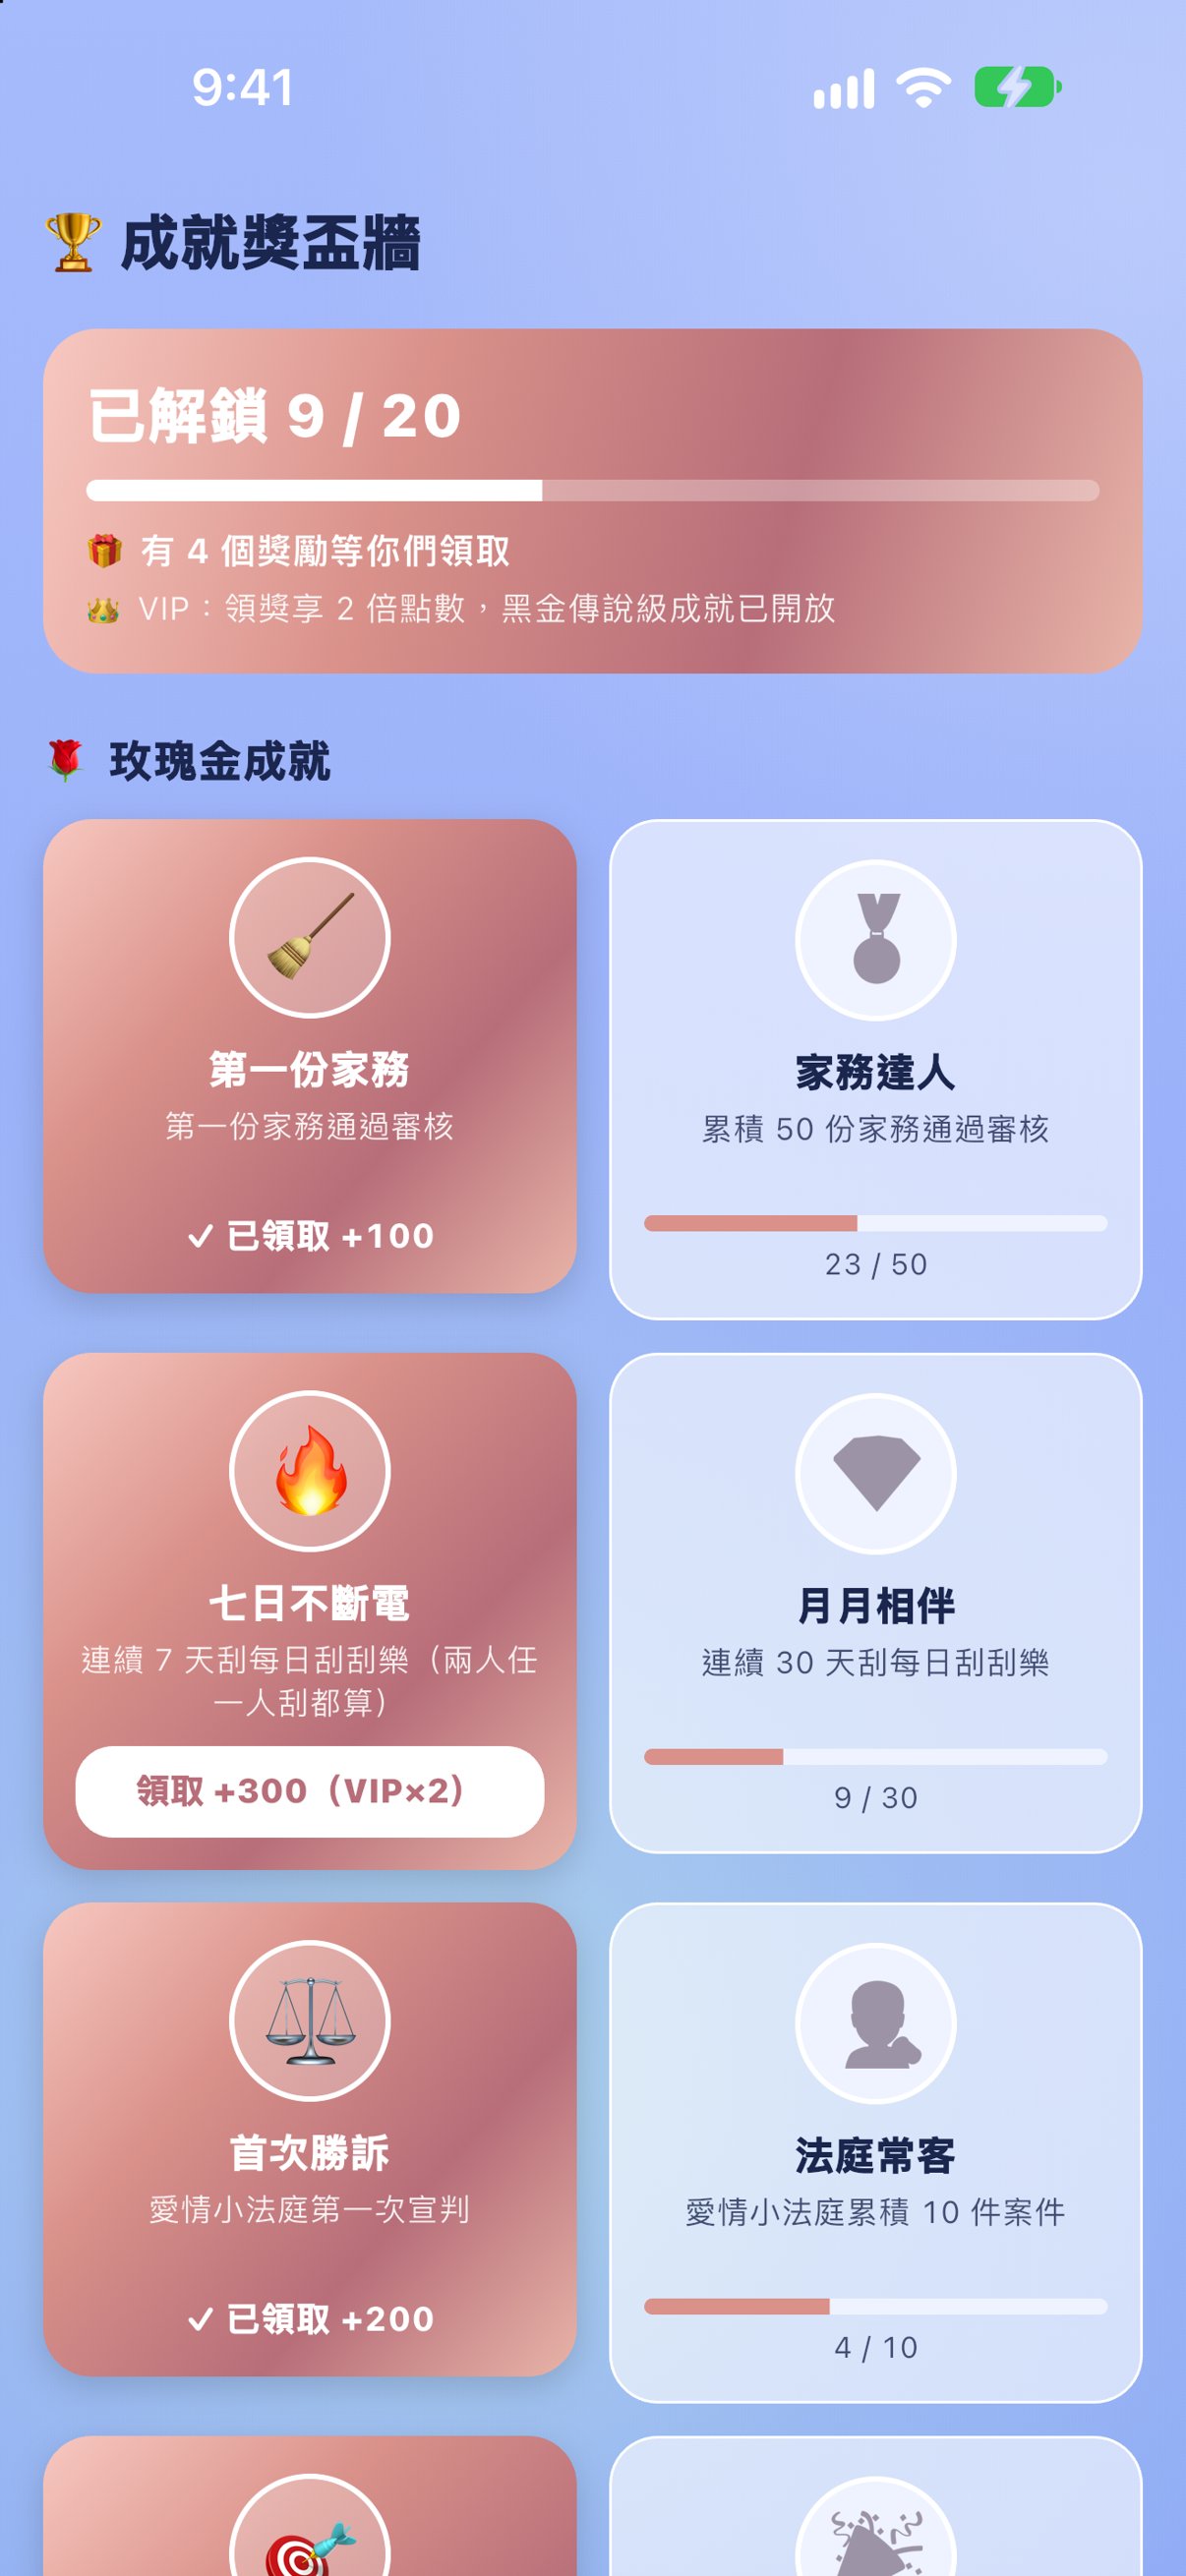 9:41
成就獎盃牆
已解鎖 9 / 20
有 4 個獎勵等你們領取
VIP：領獎享 2 倍點數，黑金傳說級成就已開放
玫瑰金成就
第一份家務
第一份家務通過審核
✓ 已領取 +100
家務達人
累積 50 份家務通過審核
23 / 50
七日不斷電
連續 7 天刮每日刮刮樂（兩人任
一人刮都算）
領取 +300（VIP×2）
月月相伴
連續 30 天刮每日刮刮樂
9 / 30
首次勝訴
愛情小法庭第一次宣判
✓ 已領取 +200
法庭常客
愛情小法庭累積 10 件案件
4 / 10